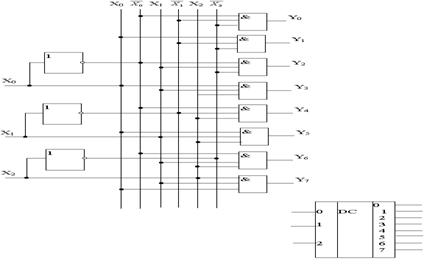 X₀ X̅₀ X₁ X̅₁ X₂ X̅₂
& Y₀
& Y₁
1
& Y₂
X₀
& Y₃
1
& Y₄
X₁
& Y₅
1
& Y₆
X₂
& Y₇
0 DC 0
1 1
2
3
4
2 5
6
7